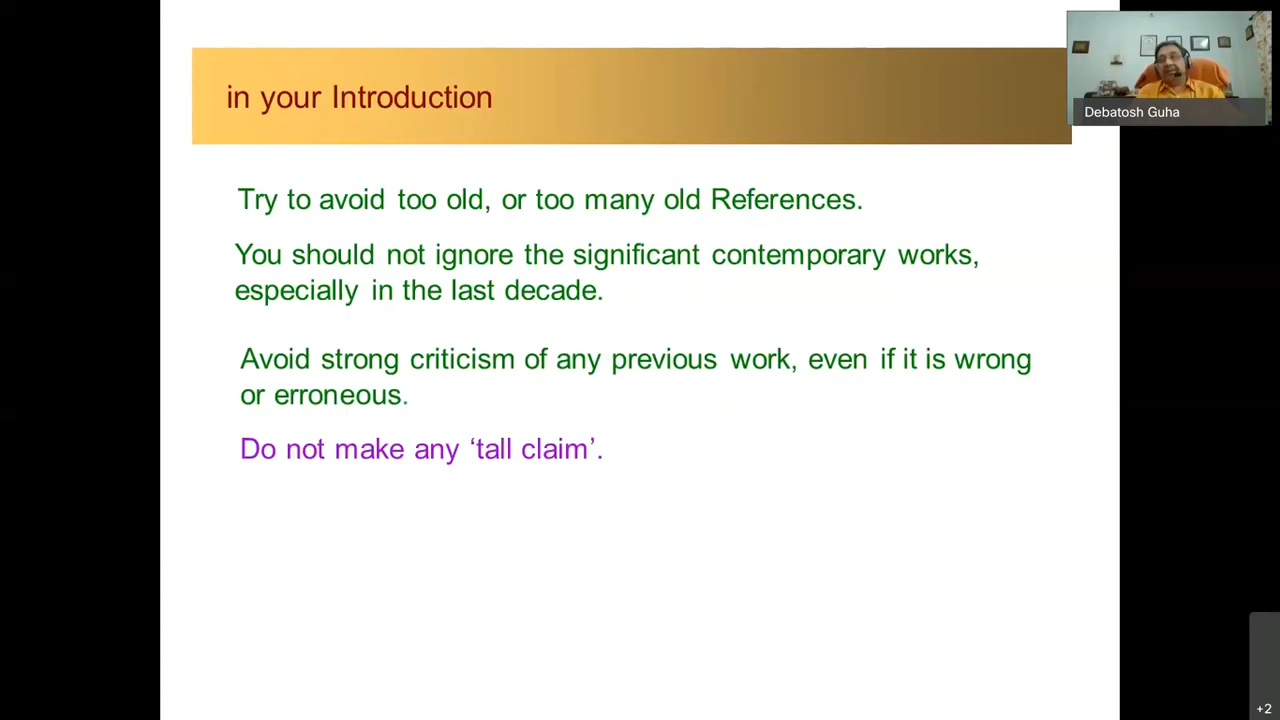 in your Introduction
Debatosh Guha
Try to avoid too old, or too many old References.
You should not ignore the significant contemporary works,
especially in the last decade.
Avoid strong criticism of any previous work, even if it is wrong
or erroneous.
Do not make any ‘tall claim’.
+2